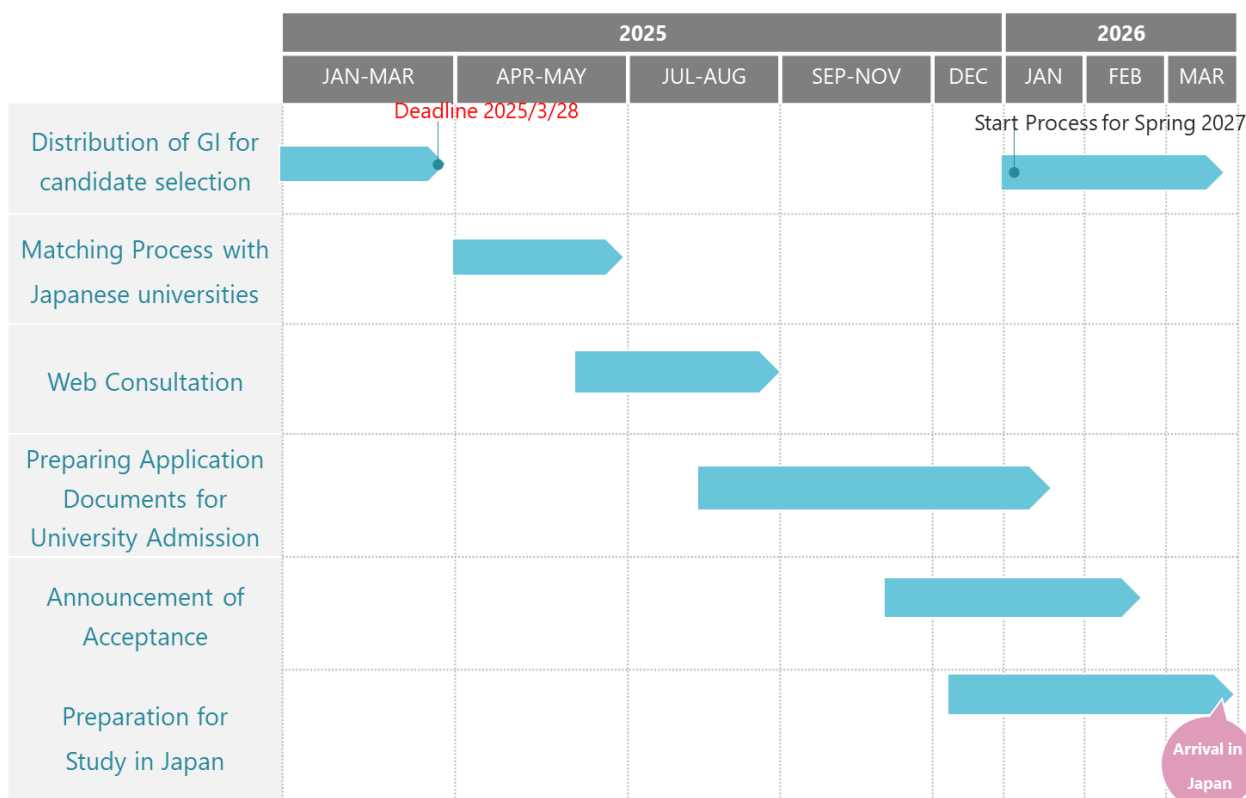 2025
2026
JAN-MAR
APR-MAY
JUL-AUG
SEP-NOV
DEC
JAN
FEB
MAR
Deadline 2025/3/28
Start Process for Spring 2027
Distribution of GI for
candidate selection
Matching Process with
Japanese universities
Web Consultation
Preparing Application
Documents for
University Admission
Announcement of
Acceptance
Preparation for
Study in Japan
Arrival in
Japan